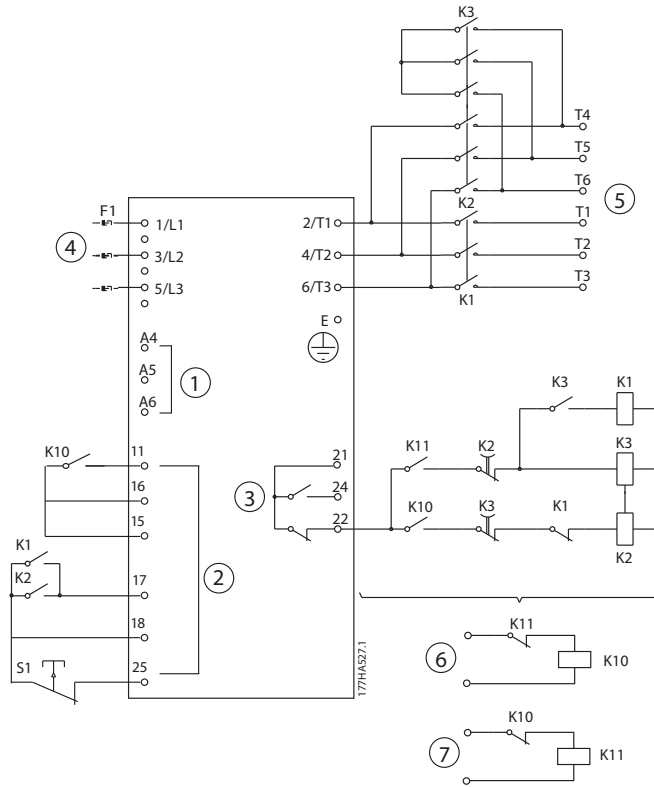 K3
T4
T5
T6
5
F1
1/L1
2/T1
K2
T1
4
3/L2
4/T2
T2
5/L3
6/T3
K1
T3
E
A4
A5
1
A6
K3
K1
K10
11
21
K11
K2
K3
16
3
24
15
22
K10
K3
K1
K2
K1
K2
17
2
18
S1
25
177HA527.1
6
K11
K10
7
K10
K11